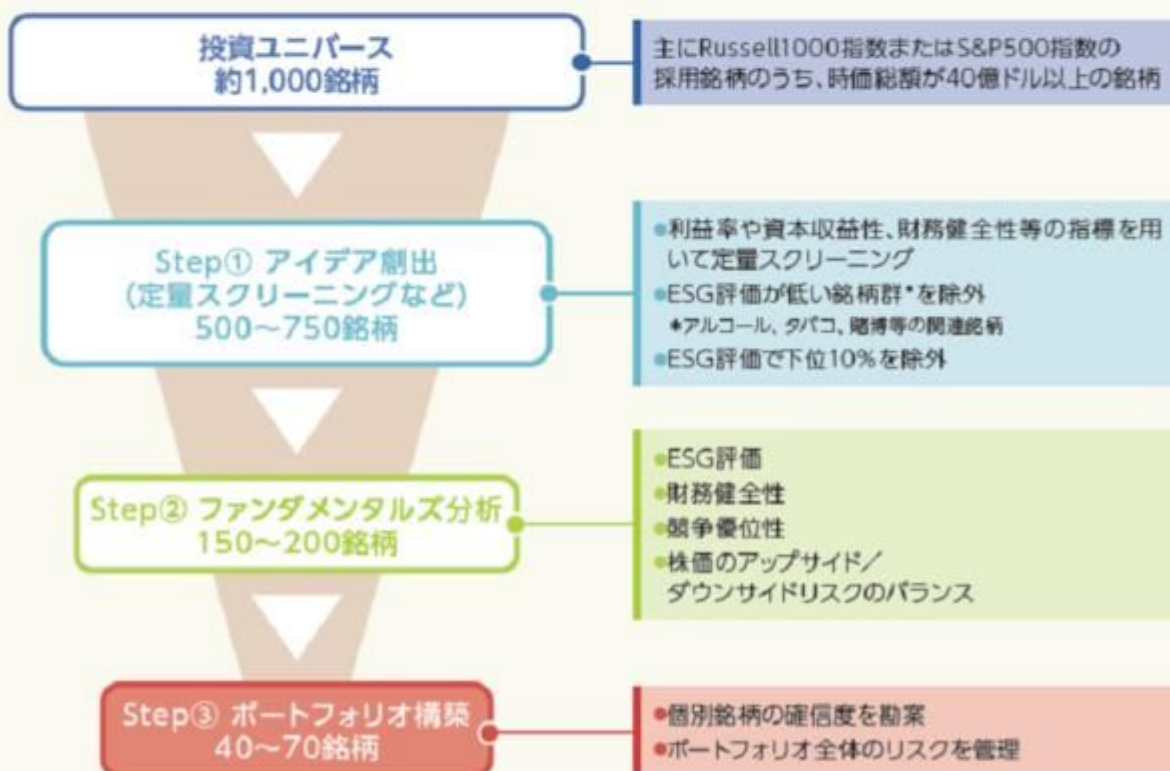 投資ユニバース
約1,000銘柄
主にRussell1000指数またはS&P500指数の
採用銘柄のうち、時価総額が40億ドル以上の銘柄
Step① アイデア創出
(定量スクリーニングなど)
500〜750銘柄
●利益率や資本収益性、財務健全性等の指標を用
いて定量スクリーニング
●ESG評価が低い銘柄群*を除外
*アルコール、タバコ、賭博等の関連銘柄
●ESG評価で下位10%を除外
Step② ファンダメンタルズ分析
150〜200銘柄
●ESG評価
●財務健全性
●競争優位性
●株価のアップサイド／
ダウンサイドリスクのバランス
Step③ ポートフォリオ構築
40〜70銘柄
●個別銘柄の確信度を勘案
●ポートフォリオ全体のリスクを管理